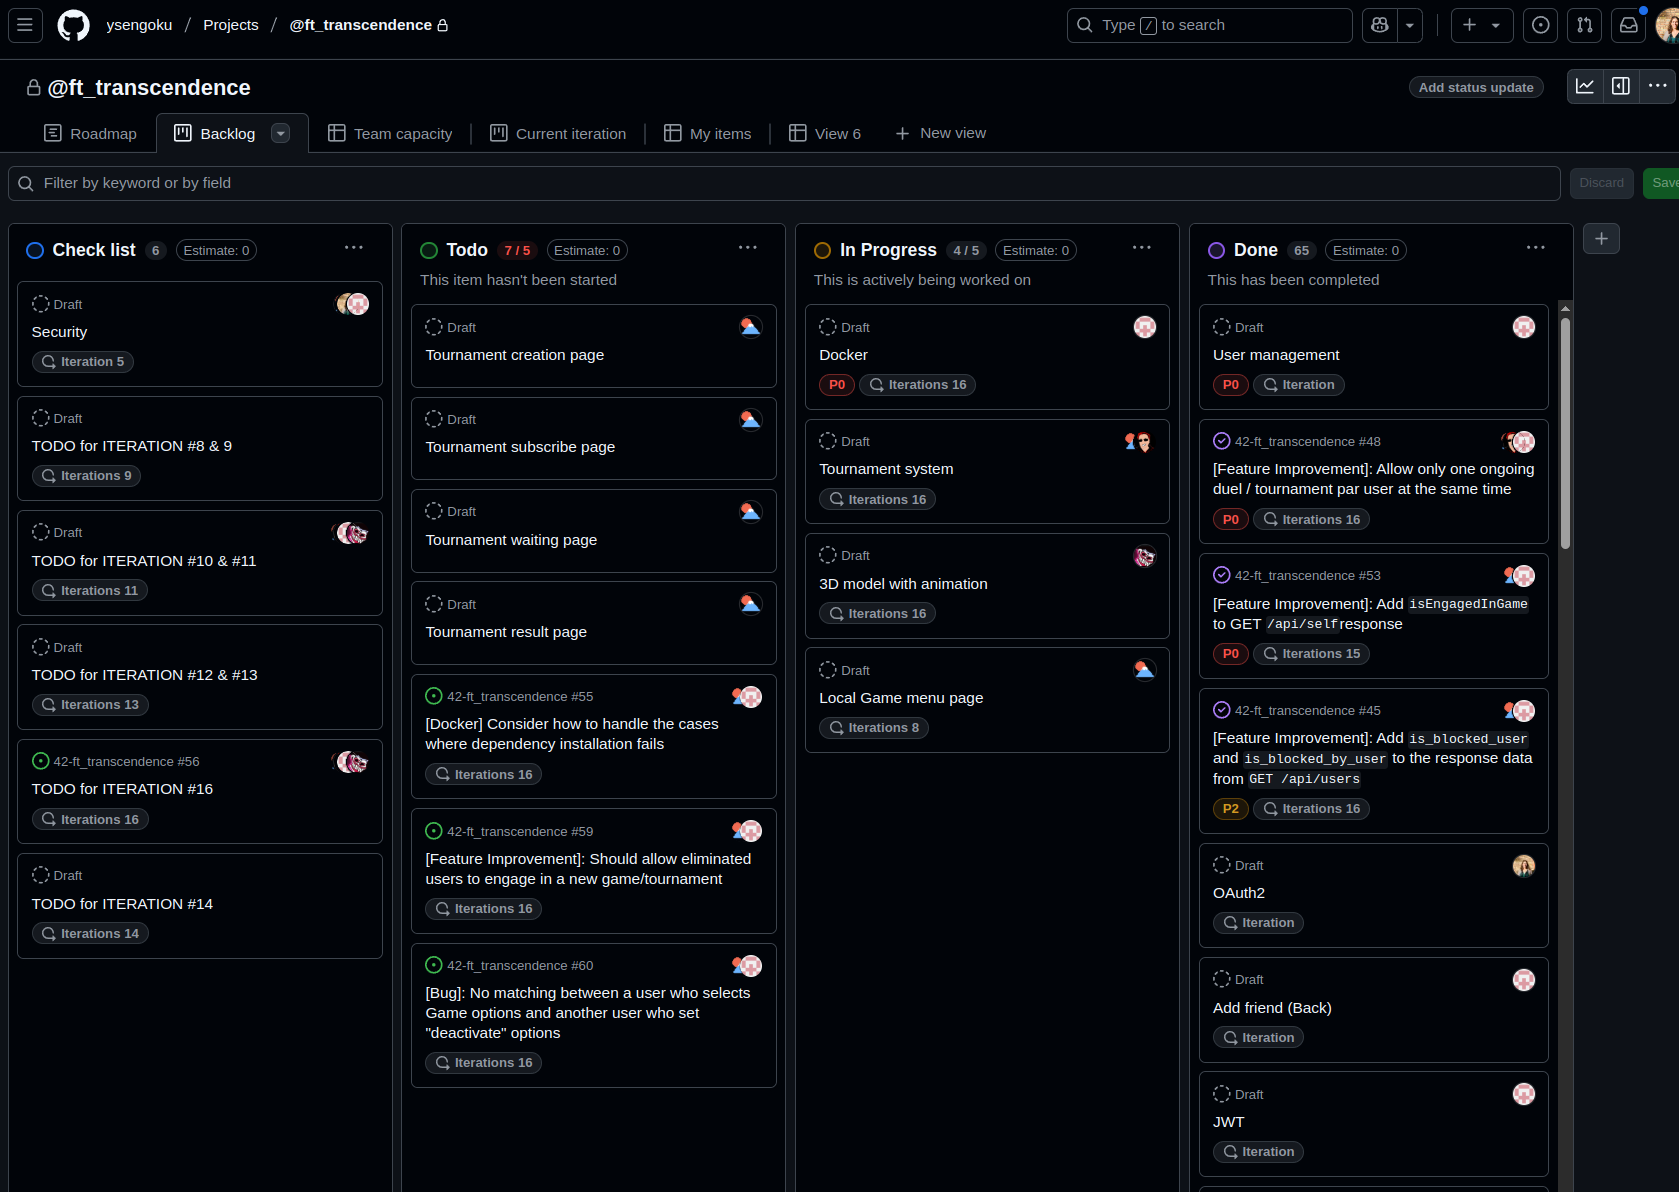 ysengoku / Projects / @ft_transcendence
Type / to search
@ft_transcendence
Add status update
Roadmap
Backlog
Team capacity
Current iteration
My items
View 6
New view
Filter by keyword or by field
Discard
Save
Check list 6 Estimate: 0
Draft
Security
Iteration 5
Draft
TODO for ITERATION #8 & 9
Iterations 9
Draft
TODO for ITERATION #10 & #11
Iterations 11
Draft
TODO for ITERATION #12 & #13
Iterations 13
42-ft_transcendence #56
TODO for ITERATION #16
Iterations 16
Draft
TODO for ITERATION #14
Iterations 14
Todo 7 / 5 Estimate: 0
This item hasn't been started
Draft
Tournament creation page
Draft
Tournament subscribe page
Draft
Tournament waiting page
Draft
Tournament result page
42-ft_transcendence #55
[Docker] Consider how to handle the cases
where dependency installation fails
Iterations 16
42-ft_transcendence #59
[Feature Improvement]: Should allow eliminated
users to engage in a new game/tournament
Iterations 16
42-ft_transcendence #60
[Bug]: No matching between a user who selects
Game options and another user who set
"deactivate" options
Iterations 16
In Progress 4 / 5 Estimate: 0
This is actively being worked on
Draft
Docker
P0 Iterations 16
Draft
Tournament system
Iterations 16
Draft
3D model with animation
Iterations 16
Draft
Local Game menu page
Iterations 8
Done 65 Estimate: 0
This has been completed
Draft
User management
P0 Iteration
42-ft_transcendence #48
[Feature Improvement]: Allow only one ongoing
duel / tournament par user at the same time
P0 Iterations 16
42-ft_transcendence #53
[Feature Improvement]: Add isEngagedInGame
to GET /api/self response
P0 Iterations 15
42-ft_transcendence #45
[Feature Improvement]: Add is_blocked_user
and is_blocked_by_user to the response data
from GET /api/users
P2 Iterations 16
Draft
OAuth2
Iteration
Draft
Add friend (Back)
Iteration
Draft
JWT
Iteration